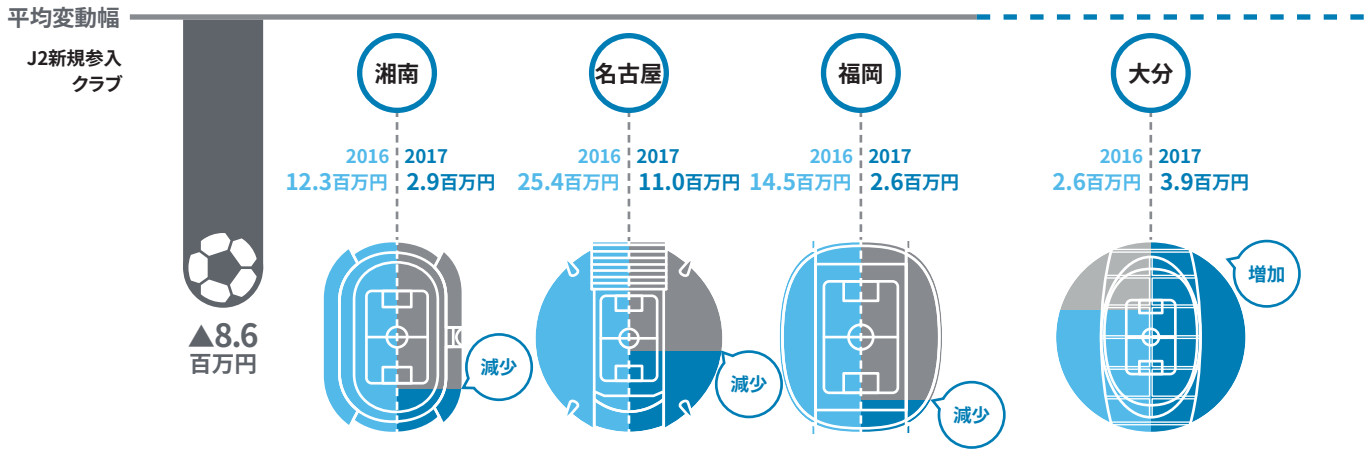 平均変動幅
J2新規参入
クラブ
▲8.6
百万円
湘南
2016 2017
12.3百万円 2.9百万円
減少
名古屋
2016 2017
25.4百万円 11.0百万円
減少
福岡
2016 2017
14.5百万円 2.6百万円
減少
大分
2016 2017
2.6百万円 3.9百万円
増加